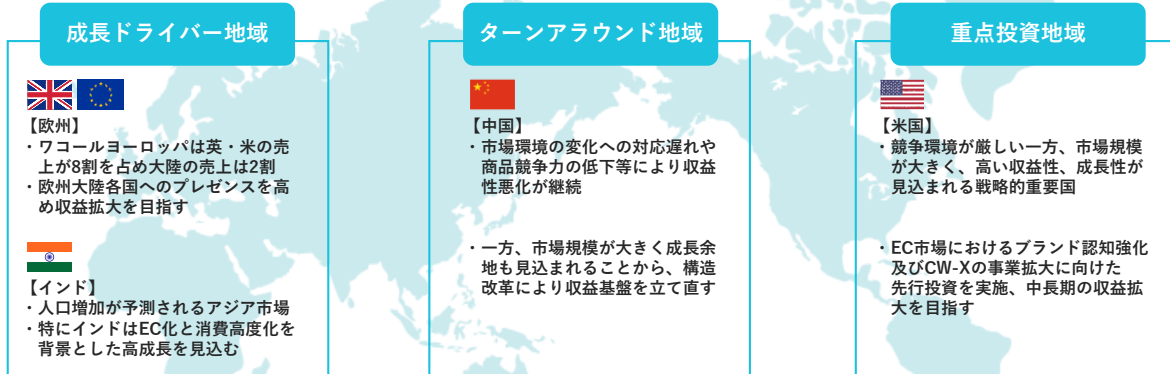 成長ドライバー地域
【欧州】
・ワコールヨーロッパは英・米の売
上が8割を占め大陸の売上は2割
・欧州大陸各国へのプレゼンスを高
め収益拡大を目指す
【インド】
・人口増加が予測されるアジア市場
・特にインドはEC化と消費高度化を
背景とした高成長を見込む
ターンアラウンド地域
【中国】
・市場環境の変化への対応遅れや
商品競争力の低下等により収益
性悪化が継続
・一方、市場規模が大きく成長余
地も見込まれることから、構造
改革により収益基盤を立て直す
重点投資地域
【米国】
・競争環境が厳しい一方、市場規模
が大きく、高い収益性、成長性が
見込まれる戦略的重要国
・EC市場におけるブランド認知強化
及びCW-Xの事業拡大に向けた
先行投資を実施、中長期の収益拡
大を目指す